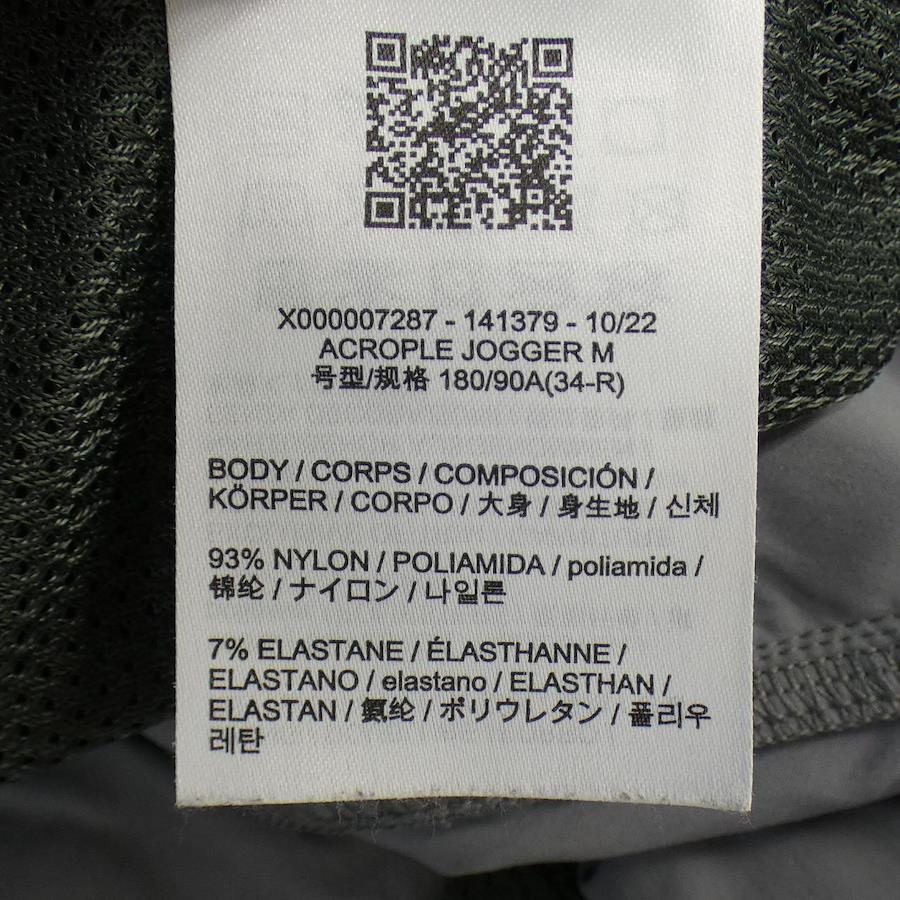 X000007287 - 141379 - 10/22
ACROPLE JOGGER M
号型/规格 180/90A(34-R)
BODY / CORPS / COMPOSICIÓN /
KÖRPER / CORPO / 大身 / 身生地 / 신체
93% NYLON / POLIAMIDA / poliamida /
锦纶 / ナイロン / 나일론
7% ELASTANE / ÉLASTHANNE /
ELASTANO / elastano / ELASTHAN /
ELASTAN / 氨纶 / ポリウレタン / 폴리우
레탄